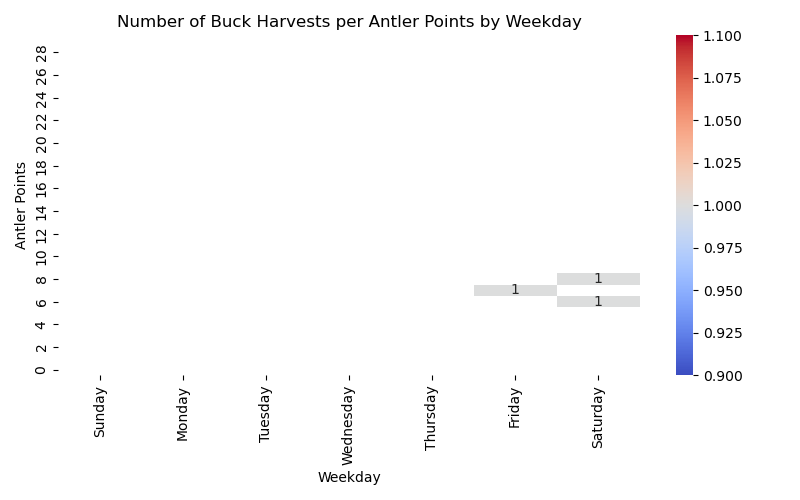 Number of Buck Harvests per Antler Points by Weekday
Antler Points
28
26
24
22
20
18
16
14
12
10
8
6
4
2
0
1
1
1
Sunday
Monday
Tuesday
Wednesday
Thursday
Friday
Saturday
Weekday
1.100
1.075
1.050
1.025
1.000
0.975
0.950
0.925
0.900